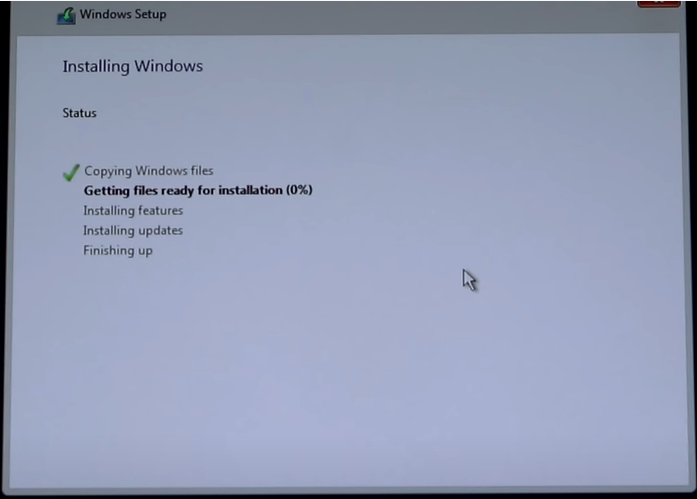 Windows Setup
Installing Windows
Status
Copying Windows files
Getting files ready for installation (0%)
Installing features
Installing updates
Finishing up